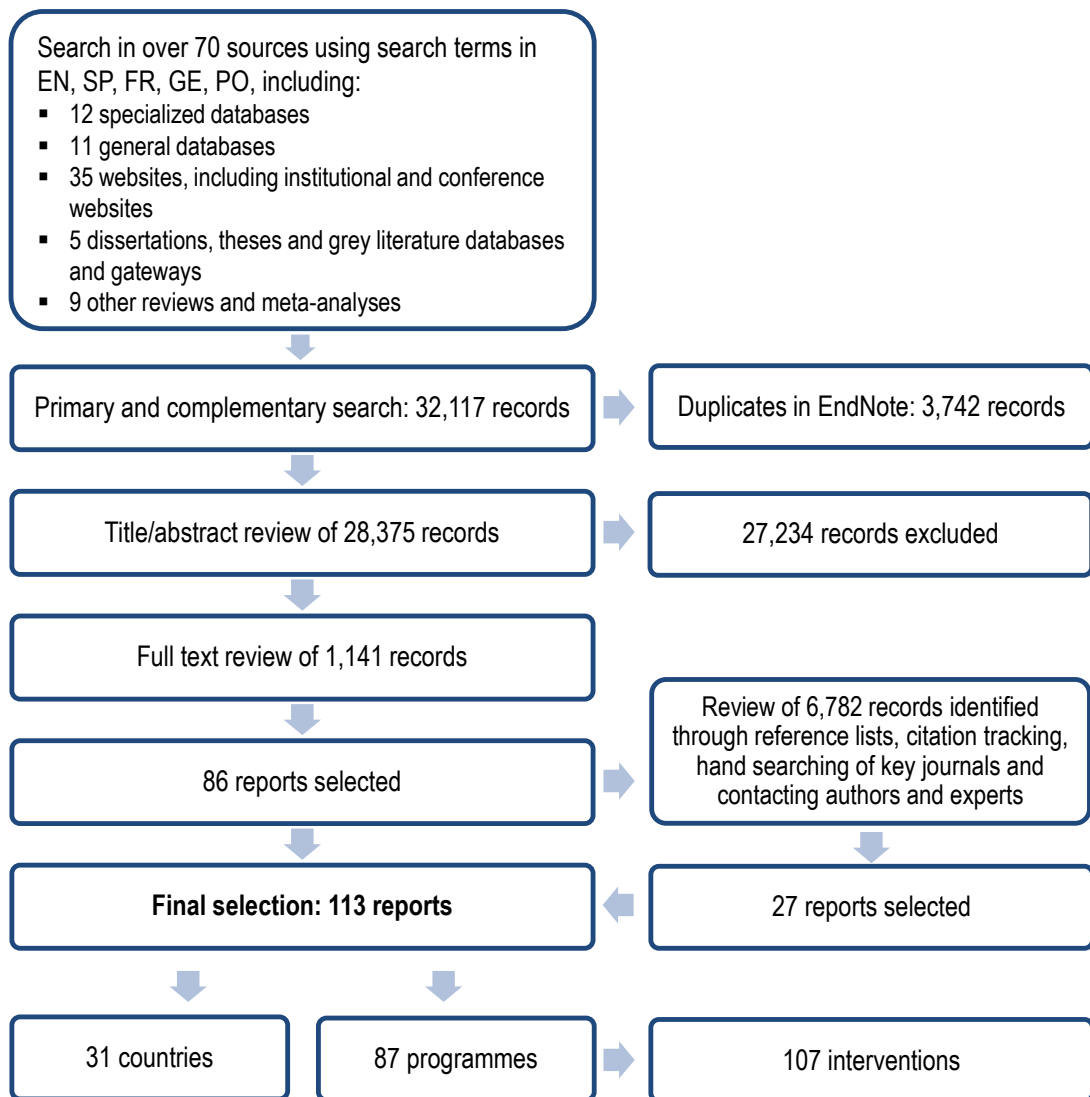 Search in over 70 sources using search terms in
EN, SP, FR, GE, PO, including:
▪ 12 specialized databases
▪ 11 general databases
▪ 35 websites, including institutional and conference
websites
▪ 5 dissertations, theses and grey literature databases
and gateways
▪ 9 other reviews and meta-analyses
Primary and complementary search: 32,117 records
Duplicates in EndNote: 3,742 records
Title/abstract review of 28,375 records
27,234 records excluded
Full text review of 1,141 records
86 reports selected
Review of 6,782 records identified
through reference lists, citation tracking,
hand searching of key journals and
contacting authors and experts
Final selection: 113 reports
27 reports selected
31 countries
87 programmes
107 interventions